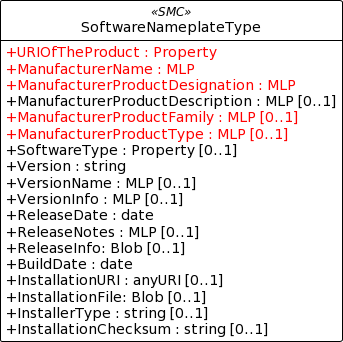 «SMC»
SoftwareNameplateType
+URIOfTheProduct : Property
+ManufacturerName : MLP
+ManufacturerProductDesignation : MLP
+ManufacturerProductDescription : MLP [0..1]
+ManufacturerProductFamily : MLP [0..1]
+ManufacturerProductType : MLP [0..1]
+SoftwareType : Property [0..1]
+Version : string
+VersionName : MLP [0..1]
+VersionInfo : MLP [0..1]
+ReleaseDate : date
+ReleaseNotes : MLP [0..1]
+ReleaseInfo: Blob [0..1]
+BuildDate : date
+InstallationURI : anyURI [0..1]
+InstallationFile: Blob [0..1]
+InstallerType : string [0..1]
+InstallationChecksum : string [0..1]